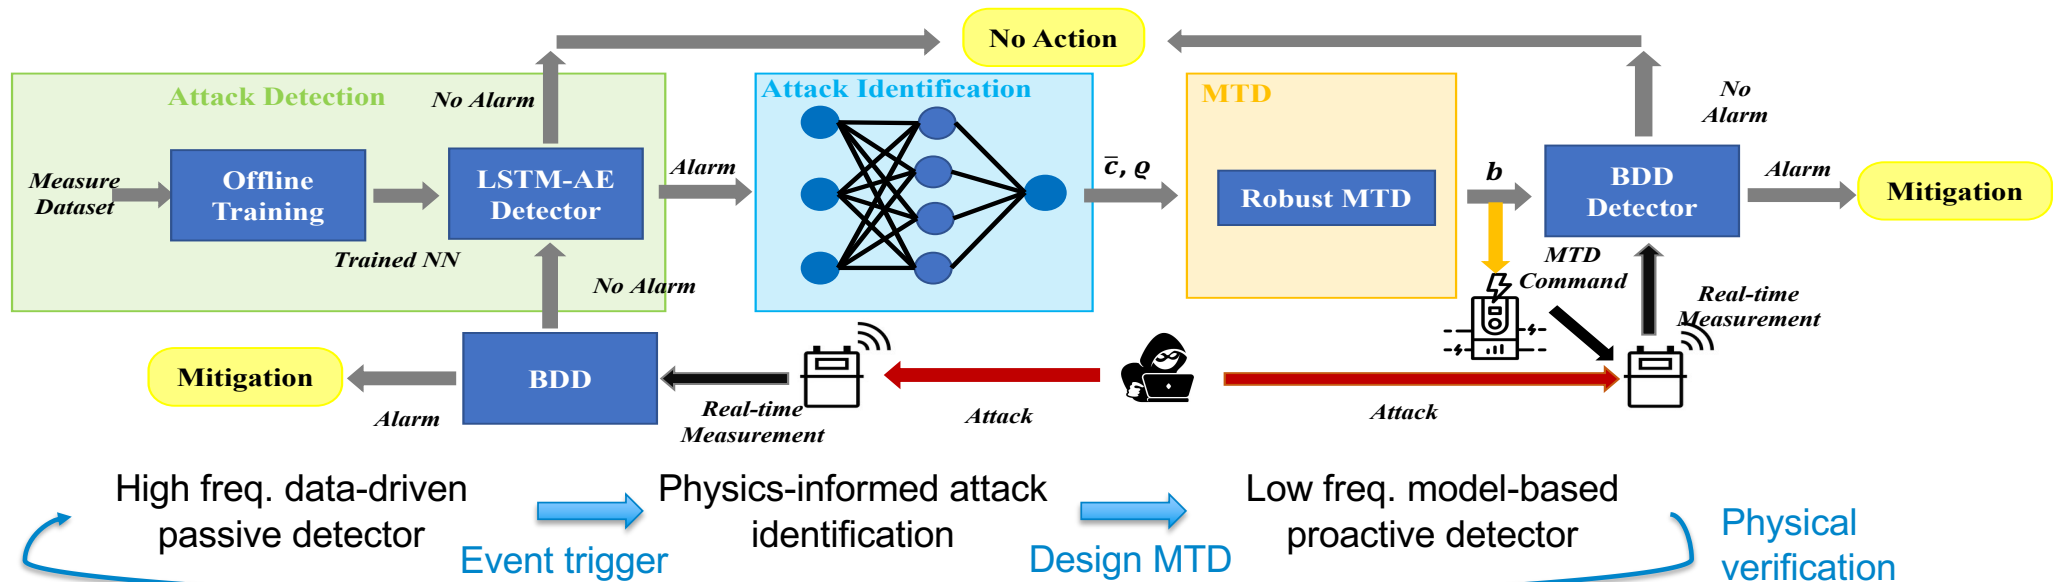 No Action
Attack Detection
No Alarm
Attack Identification
MTD
No
Alarm
Measure
Dataset
Offline
Training
LSTM-AE
Detector
Alarm
c̄, ϱ
Robust MTD
b
BDD
Detector
Alarm
Mitigation
Trained NN
No Alarm
MTD
Command
Real-time
Measurement
Mitigation
Alarm
BDD
Real-time
Measurement
Attack
Attack
High freq. data-driven
passive detector
Event trigger
Physics-informed attack
identification
Design MTD
Low freq. model-based
proactive detector
Physical
verification